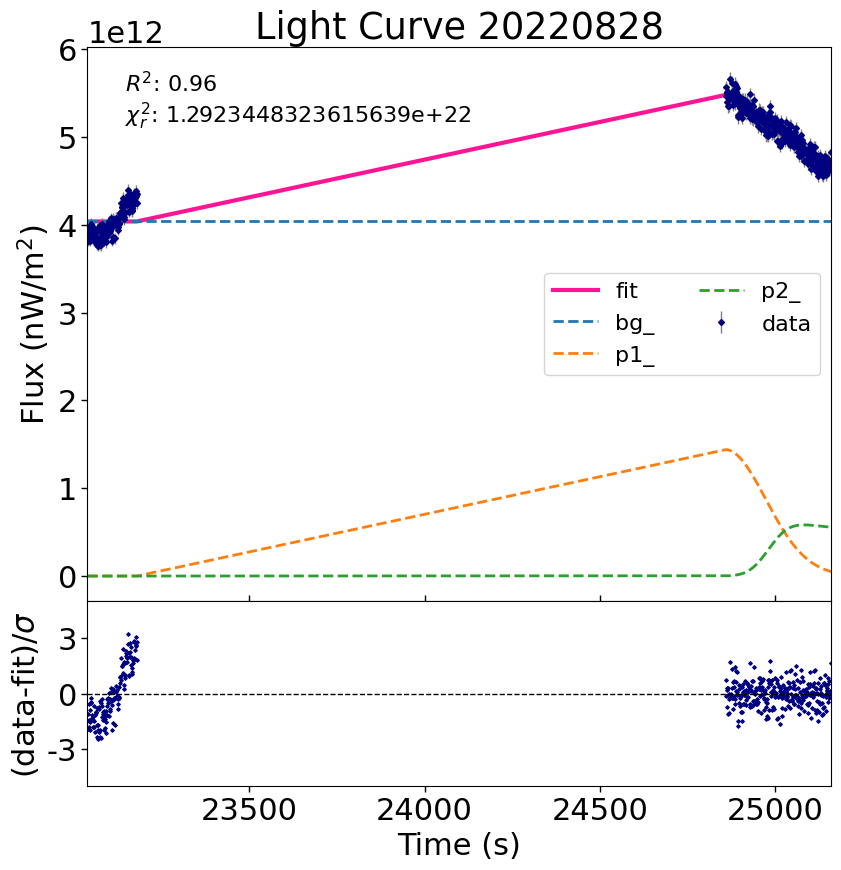 Light Curve 20220828
1e12
R²: 0.96
χ²ᵣ: 1.2923448323615639e+22
6
5
4
3
2
1
0
Flux (nW/m²)
fit
bg_
p1_
p2_
data
3
0
-3
(data-fit)/σ
23500
24000
24500
25000
Time (s)